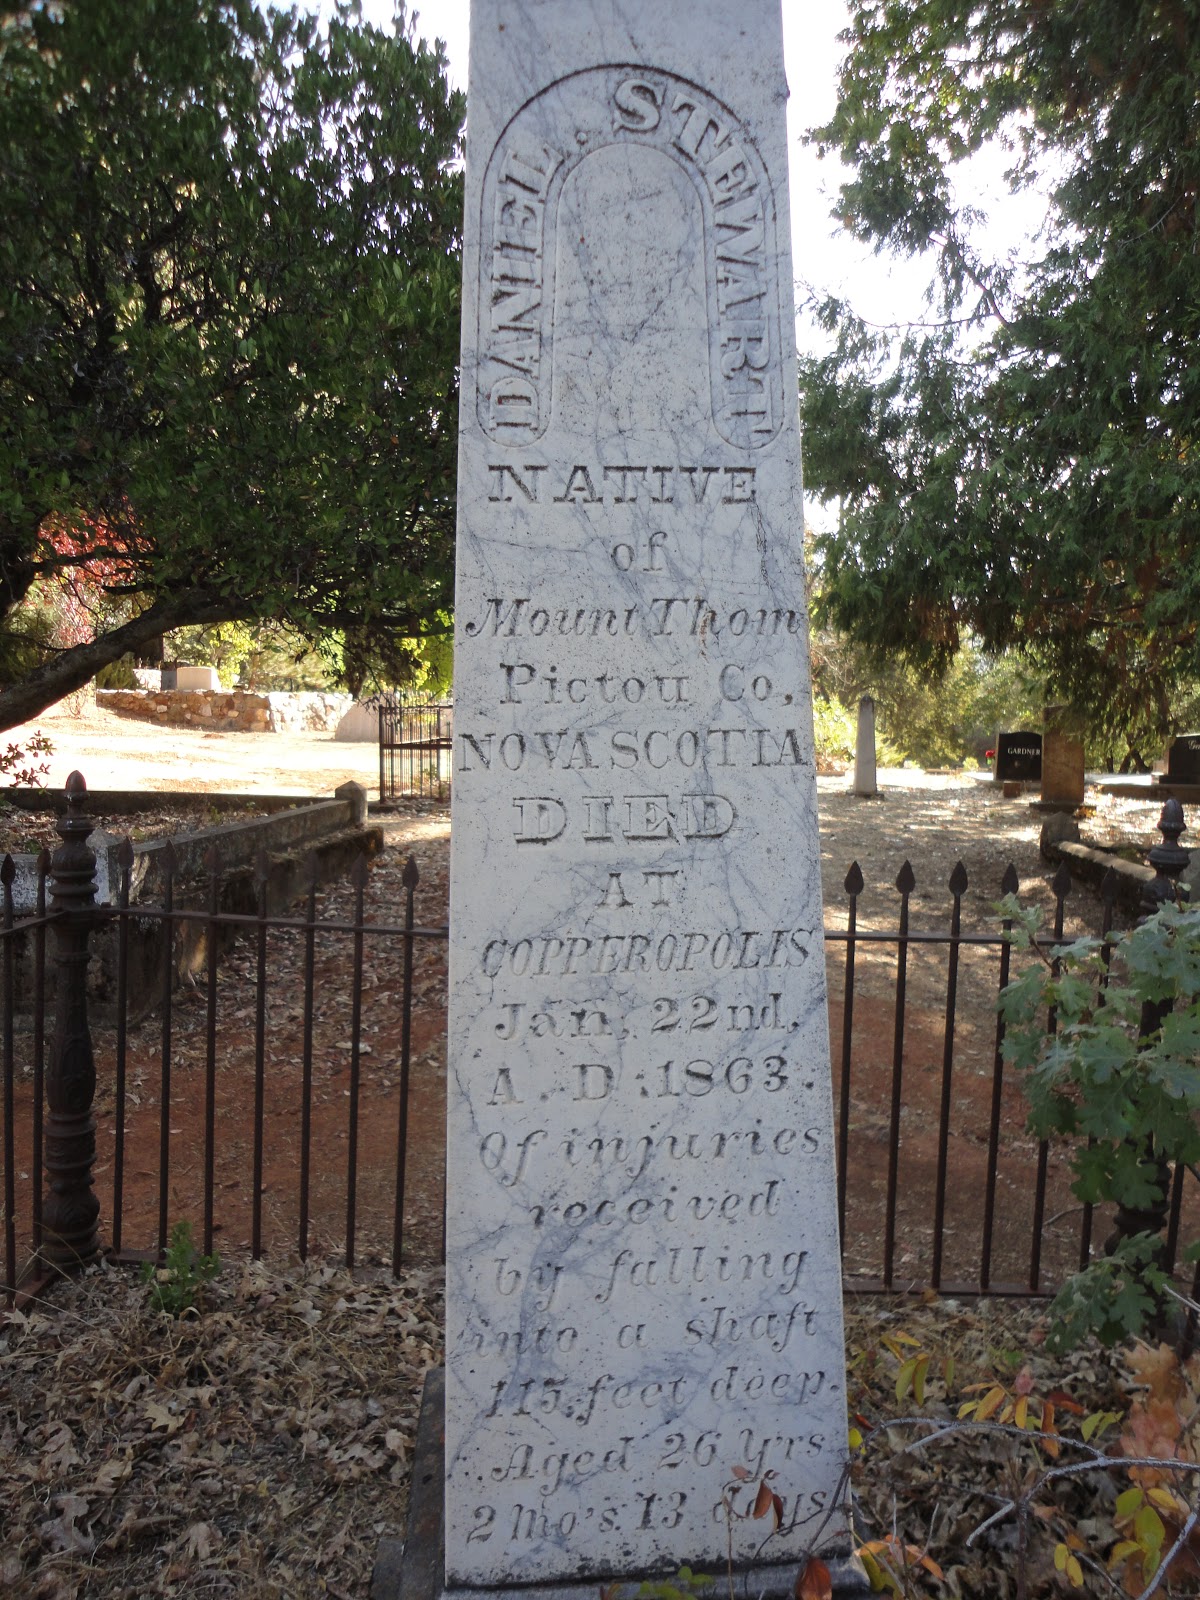 DANIEL. STEWART
NATIVE
of
Mount Thom
Pictou Co,
NOVA SCOTIA
DIED
AT
COPPEROPOLIS
Jan, 22nd.
A. D. 1863.
Of injuries
received
by falling
into a shaft
115, feet deep.
Aged 26 Y'rs
2 Mo's. 13 days
GARDNER